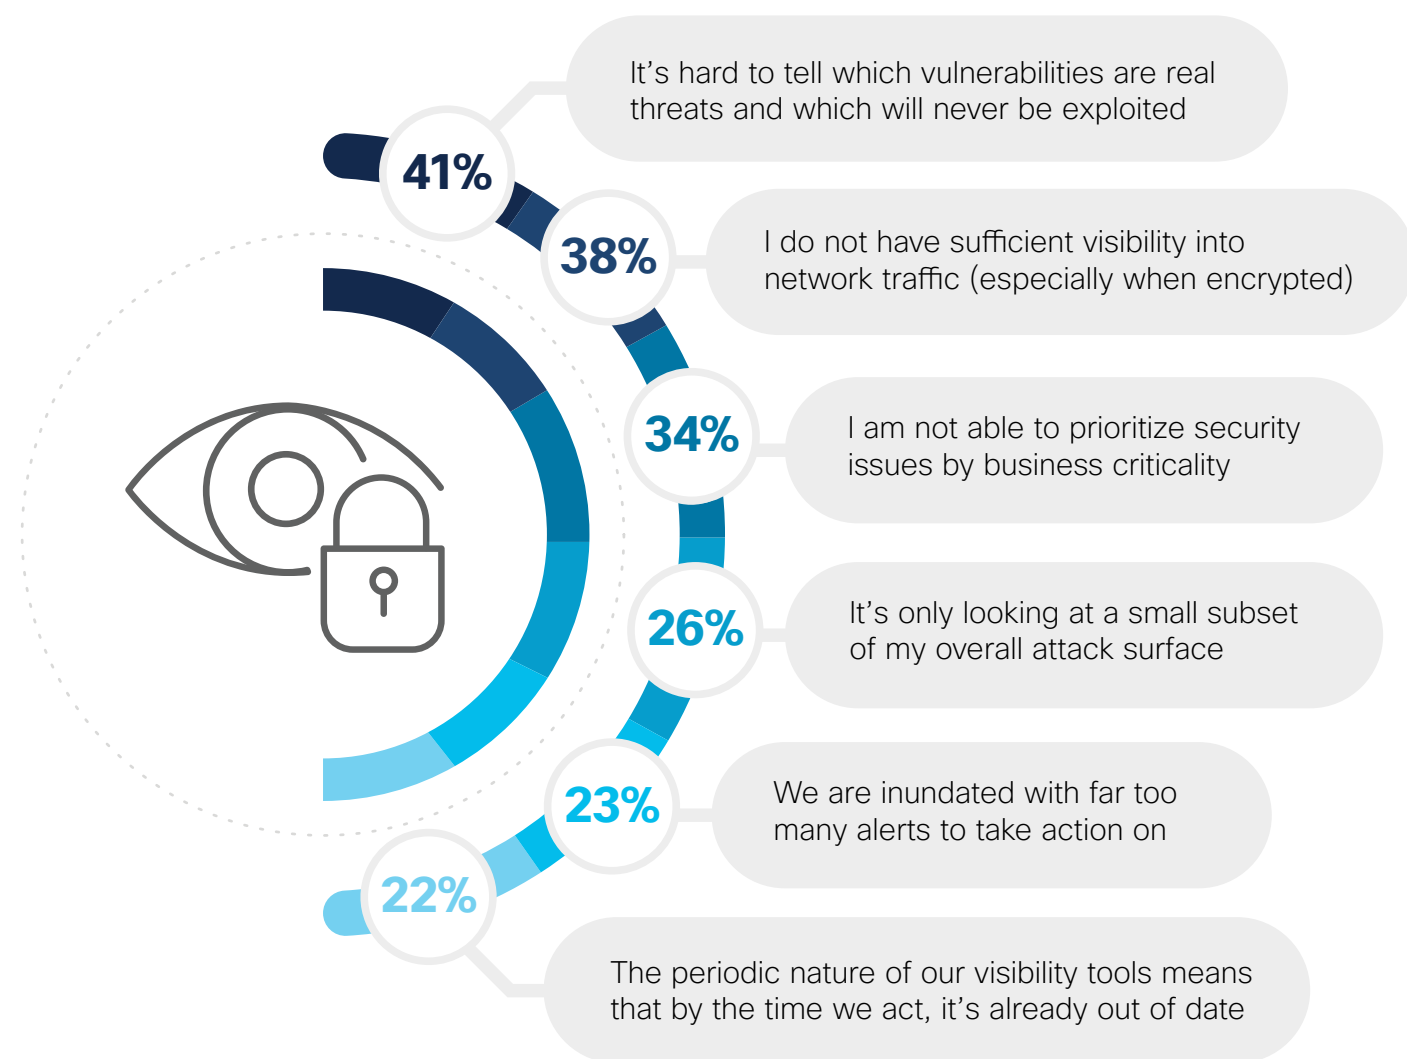 41%
It’s hard to tell which vulnerabilities are real
threats and which will never be exploited
38%
I do not have sufficient visibility into
network traffic (especially when encrypted)
34%
I am not able to prioritize security
issues by business criticality
26%
It’s only looking at a small subset
of my overall attack surface
23%
We are inundated with far too
many alerts to take action on
22%
The periodic nature of our visibility tools means
that by the time we act, it’s already out of date